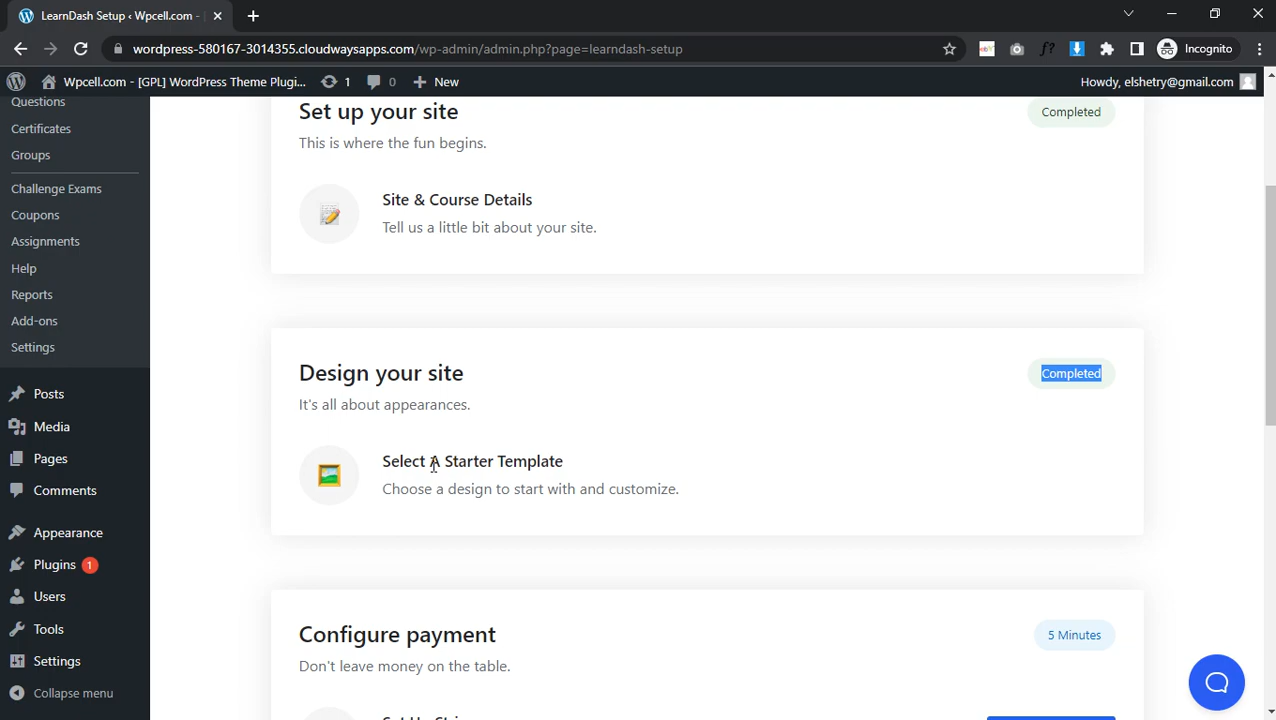 LearnDash Setup ‹ Wpcell.com -
wordpress-580167-3014355.cloudwaysapps.com/wp-admin/admin.php?page=learndash-setup
Incognito
Wpcell.com - [GPL] WordPress Theme Plugi...
1
0
New
Howdy, elshetry@gmail.com
Questions
Certificates
Groups
Challenge Exams
Coupons
Assignments
Help
Reports
Add-ons
Settings
Posts
Media
Pages
Comments
Appearance
Plugins 1
Users
Tools
Settings
Collapse menu
Set up your site
Completed
This is where the fun begins.
Site & Course Details
Tell us a little bit about your site.
Design your site
Completed
It's all about appearances.
Select A Starter Template
Choose a design to start with and customize.
Configure payment
5 Minutes
Don't leave money on the table.